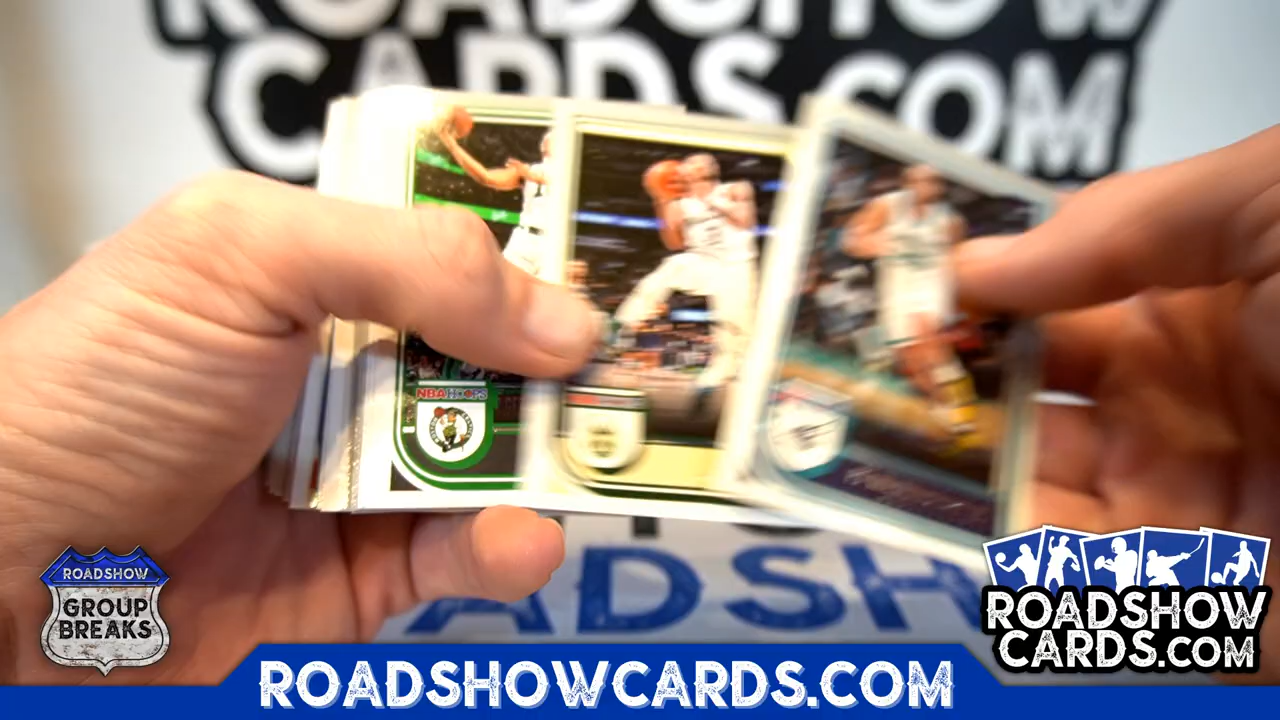 ROADSHOW
CARDS.COM
NBA HOOPS
ADSH
ROADSHOW
GROUP
BREAKS
ROADSHOWCARDS.COM
ROADSHOW
CARDS.COM